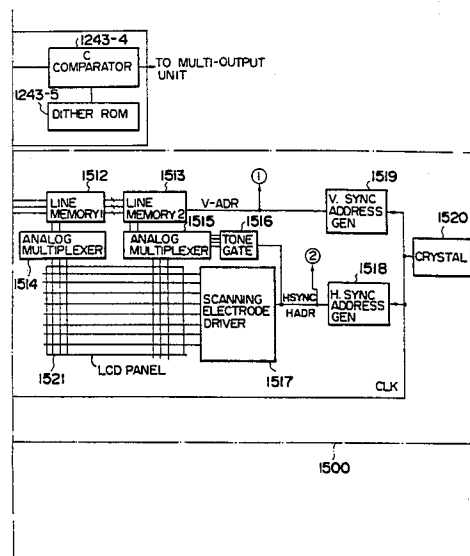 1243-4
C
COMPARATOR
TO MULTI-OUTPUT
UNIT
1243-5
DITHER ROM
1512
1513
1
1519
LINE
MEMORY 1
LINE
MEMORY 2
V-ADR
V. SYNC
ADDRESS
GEN
1515
1516
1520
ANALOG
MULTIPLEXER
ANALOG
MULTIPLEXER
TONE
GATE
2
1518
CRYSTAL
1514
SCANNING
ELECTRODE
DRIVER
HSYNC
HADR
H. SYNC
ADDRESS
GEN
1521
LCD PANEL
1517
CLK
1500